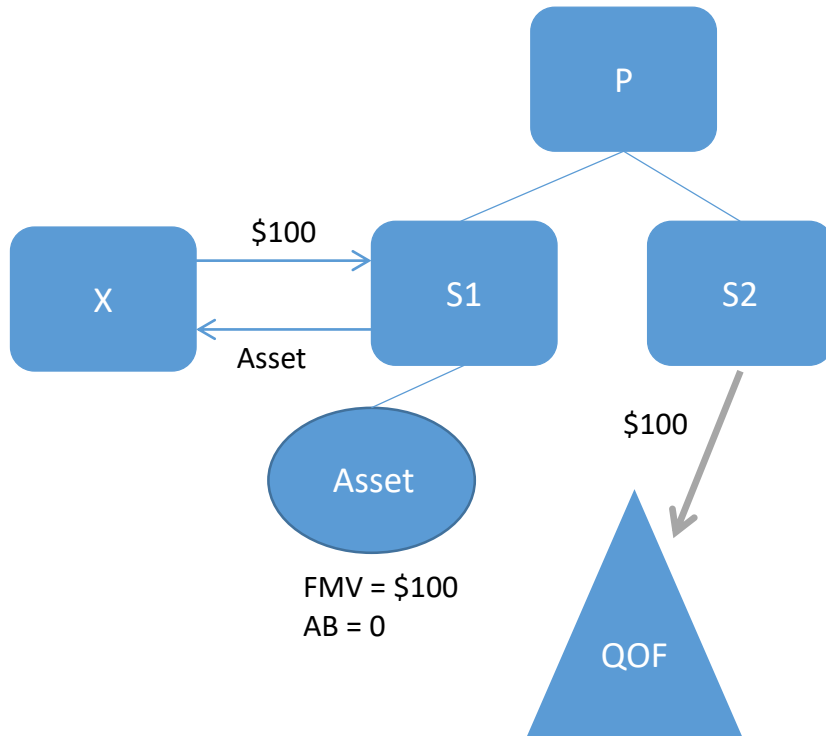 P
$100
X
S1
S2
Asset
$100
Asset
FMV = $100
AB = 0
QOF